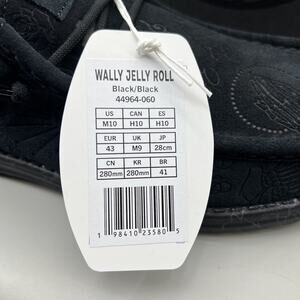 WALLY JELLY ROLL
Black/Black
44964-060
US CAN ES
M10 H10 H10
EUR UK JP
43 M9 28cm
CN KR BR
280mm 280mm 41
1 98410 23580 5